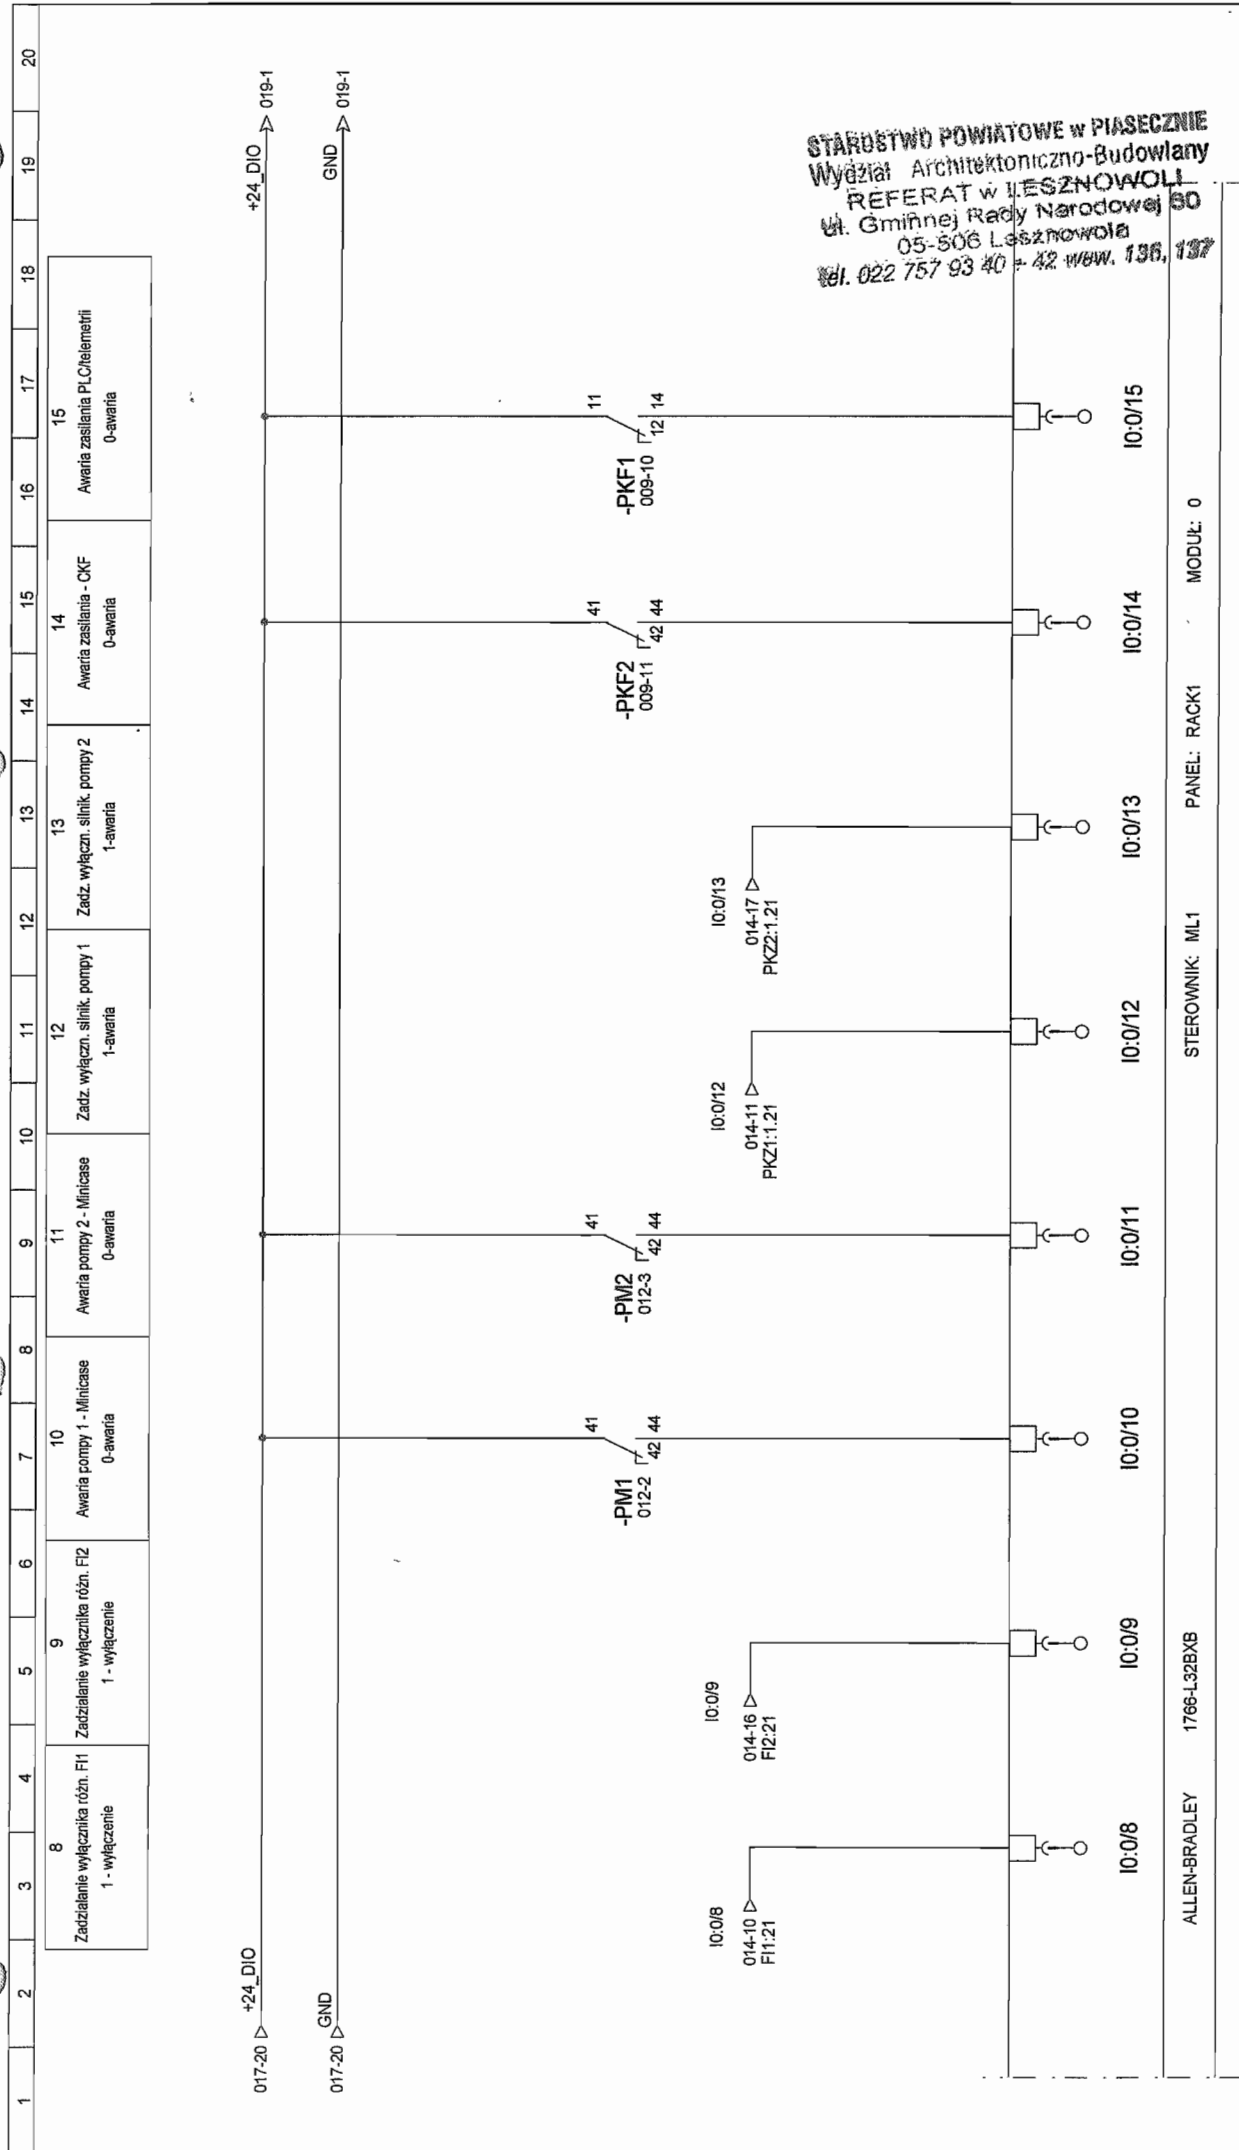 1 2 3 4 5 6 7 8 9 10 11 12 13 14 15 16 17 18 19 20
8
Zadziałanie wyłącznika różn. FI1
1 - wyłączenie
9
Zadziałanie wyłącznika różn. FI2
1 - wyłączenie
10
Awaria pompy 1 - Minicase
0-awaria
11
Awaria pompy 2 - Minicase
0-awaria
12
Zadz. wyłączn. silnik. pompy 1
1-awaria
13
Zadz. wyłączn. silnik. pompy 2
1-awaria
14
Awaria zasilania - CKF
0-awaria
15
Awaria zasilania PLC/telemetrii
0-awaria
017-20 +24_DIO
+24_DIO 019-1
017-20 GND
GND 019-1
I0:0/8
014-10
FI1:21
I0:0/9
014-16
FI2:21
-PM1
012-2
41
42 44
-PM2
012-3
41
42 44
I0:0/12
014-11
PKZ1:1.21
I0:0/13
014-17
PKZ2:1.21
-PKF2
009-11
41
42 44
-PKF1
009-10
11
12 14
I0:0/8 I0:0/9 I0:0/10 I0:0/11 I0:0/12 I0:0/13 I0:0/14 I0:0/15
ALLEN-BRADLEY 1766-L32BXB STEROWNIK: ML1 PANEL: RACK1 MODUŁ: 0
STAROSTWO POWIATOWE w PIASECZNIE
Wydział Architektoniczno-Budowlany
REFERAT w LESZNOWOLI
ul. Gminnej Rady Narodowej 60
05-506 Lesznowola
tel. 022 757 93 40 ÷ 42 wew. 136, 137